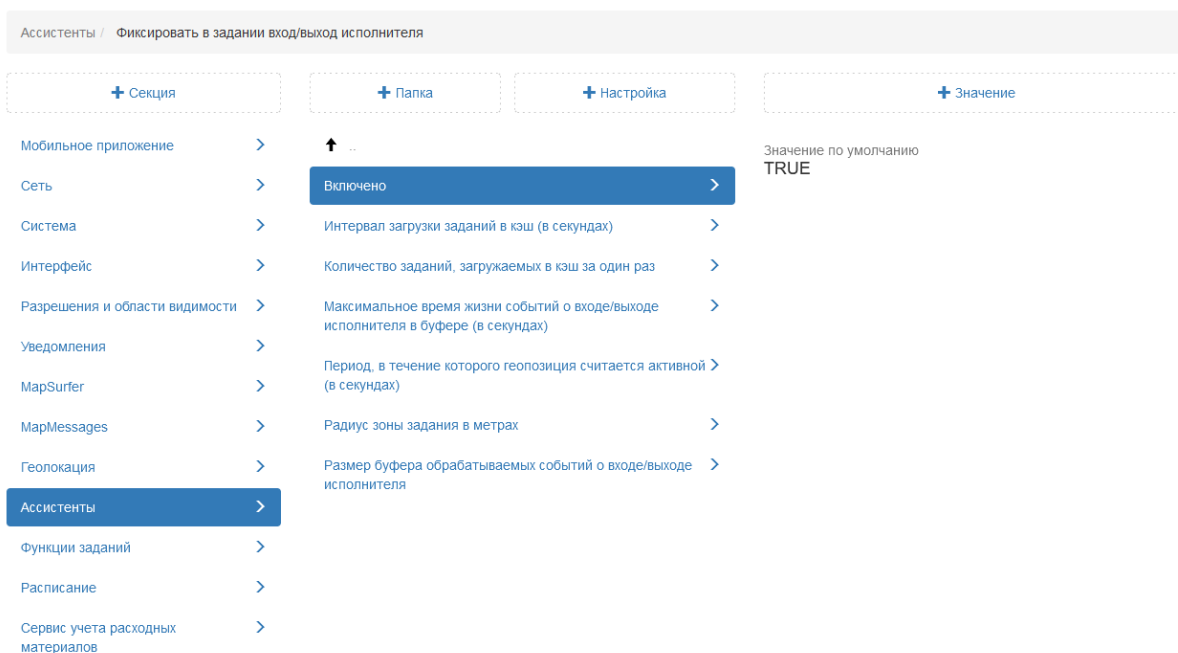 Ассистенты / Фиксировать в задании вход/выход исполнителя
+ Секция
+ Папка
+ Настройка
+ Значение
Мобильное приложение
Сеть
Система
Интерфейс
Разрешения и области видимости
Уведомления
MapSurfer
MapMessages
Геолокация
Ассистенты
Функции заданий
Расписание
Сервис учета расходных
материалов
..
Включено
Интервал загрузки заданий в кэш (в секундах)
Количество заданий, загружаемых в кэш за один раз
Максимальное время жизни событий о входе/выходе
исполнителя в буфере (в секундах)
Период, в течение которого геопозиция считается активной
(в секундах)
Радиус зоны задания в метрах
Размер буфера обрабатываемых событий о входе/выходе
исполнителя
Значение по умолчанию
TRUE